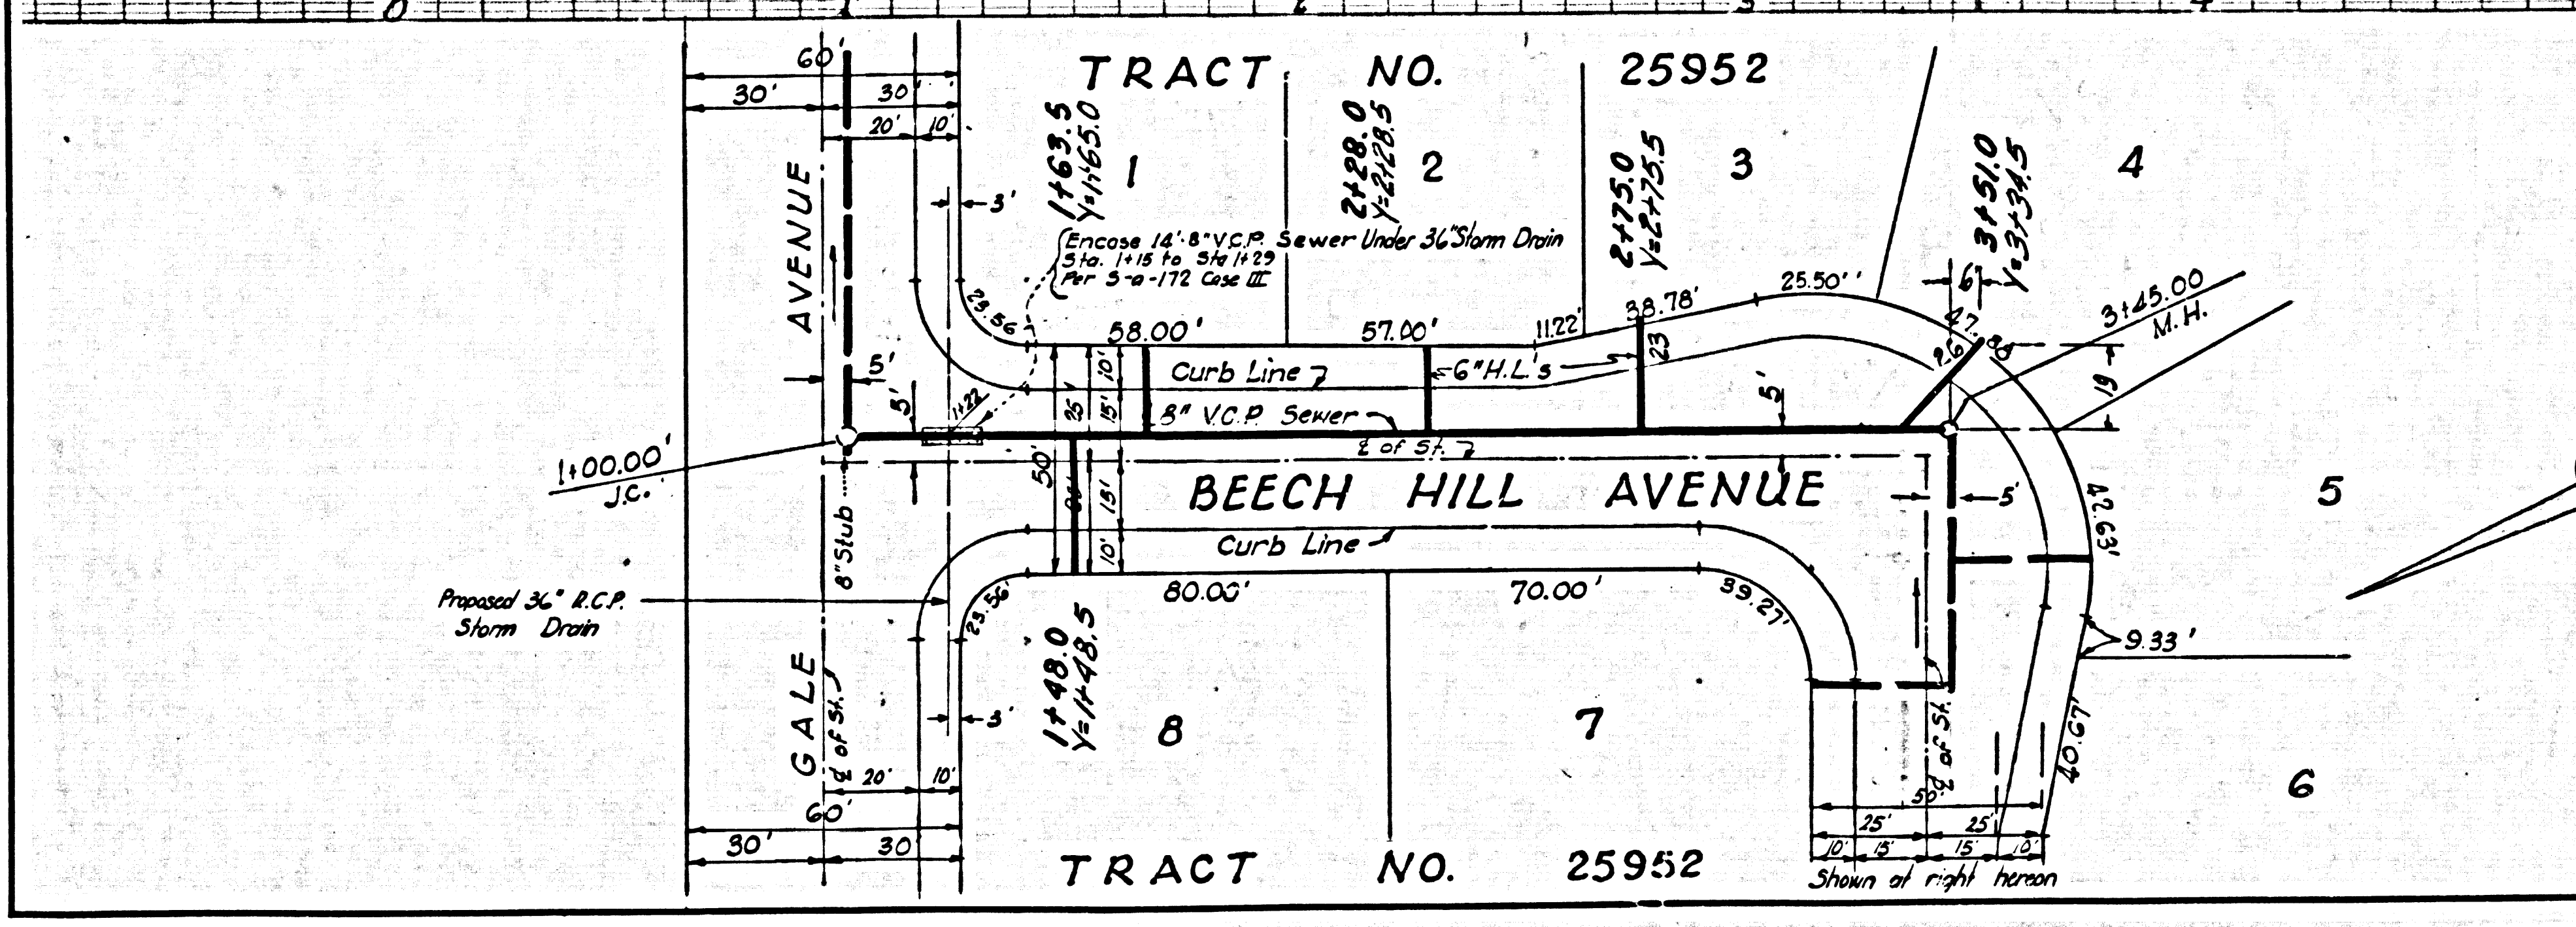 0
2
3
4
TRACT NO. 25952
60'
30'
30
20'
10'
3'
AVENUE
1+63.5
Y=1+65.0
1
2+28.0
Y=2+28.5
2
2+75.0
Y=2+75.5
3
3+51.0
Y=3+34.5
4
Encase 14'-8" V.C.P. Sewer Under 36" Storm Drain
Sta. 1+15 to Sta 1+29
Per S-a-172 Case III
23.56
58.00'
57.00'
11.22'
38.78'
25.50'
6'
47.88
26
19
3+45.00
M.H.
5'
5'
1+22
Curb Line
6" H.L.'s
23
8" V.C.P. Sewer
5'
25'
10'
15'
50'
15'
10'
℄ of St.
1+00.00'
J.C.
8" Stub
BEECH HILL AVENUE
5'
42.63'
5
Curb Line
Proposed 36" R.C.P.
Storm Drain
23.56'
80.00'
70.00'
39.27'
9.33'
40.67'
GALE
℄ of St.
3'
1+48.0
Y=1+48.5
8
7
6
℄ of St.
20'
10'
60'
30'
30
50'
25'
25'
10'
15'
15'
10'
TRACT NO. 25952
Shown at right hereon